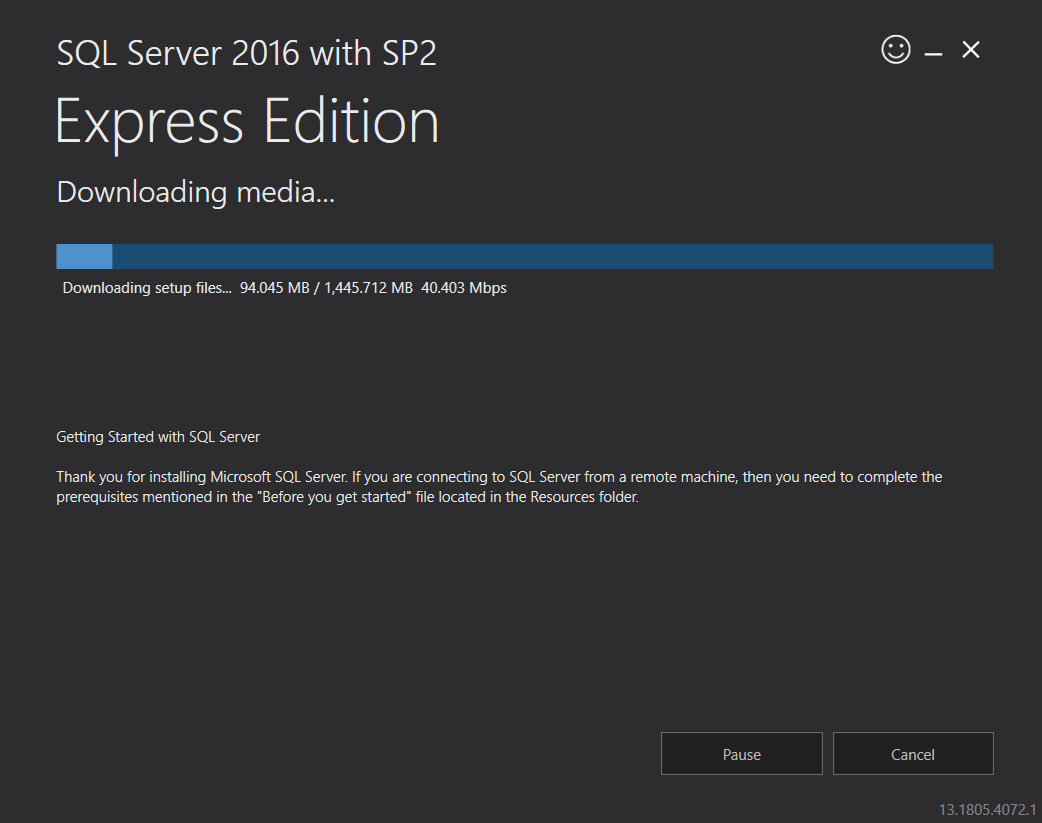 SQL Server 2016 with SP2
Express Edition
Downloading media...
Downloading setup files... 94.045 MB / 1,445.712 MB 40.403 Mbps
Getting Started with SQL Server
Thank you for installing Microsoft SQL Server. If you are connecting to SQL Server from a remote machine, then you need to complete the
prerequisites mentioned in the "Before you get started" file located in the Resources folder.
Pause
Cancel
13.1805.4072.1